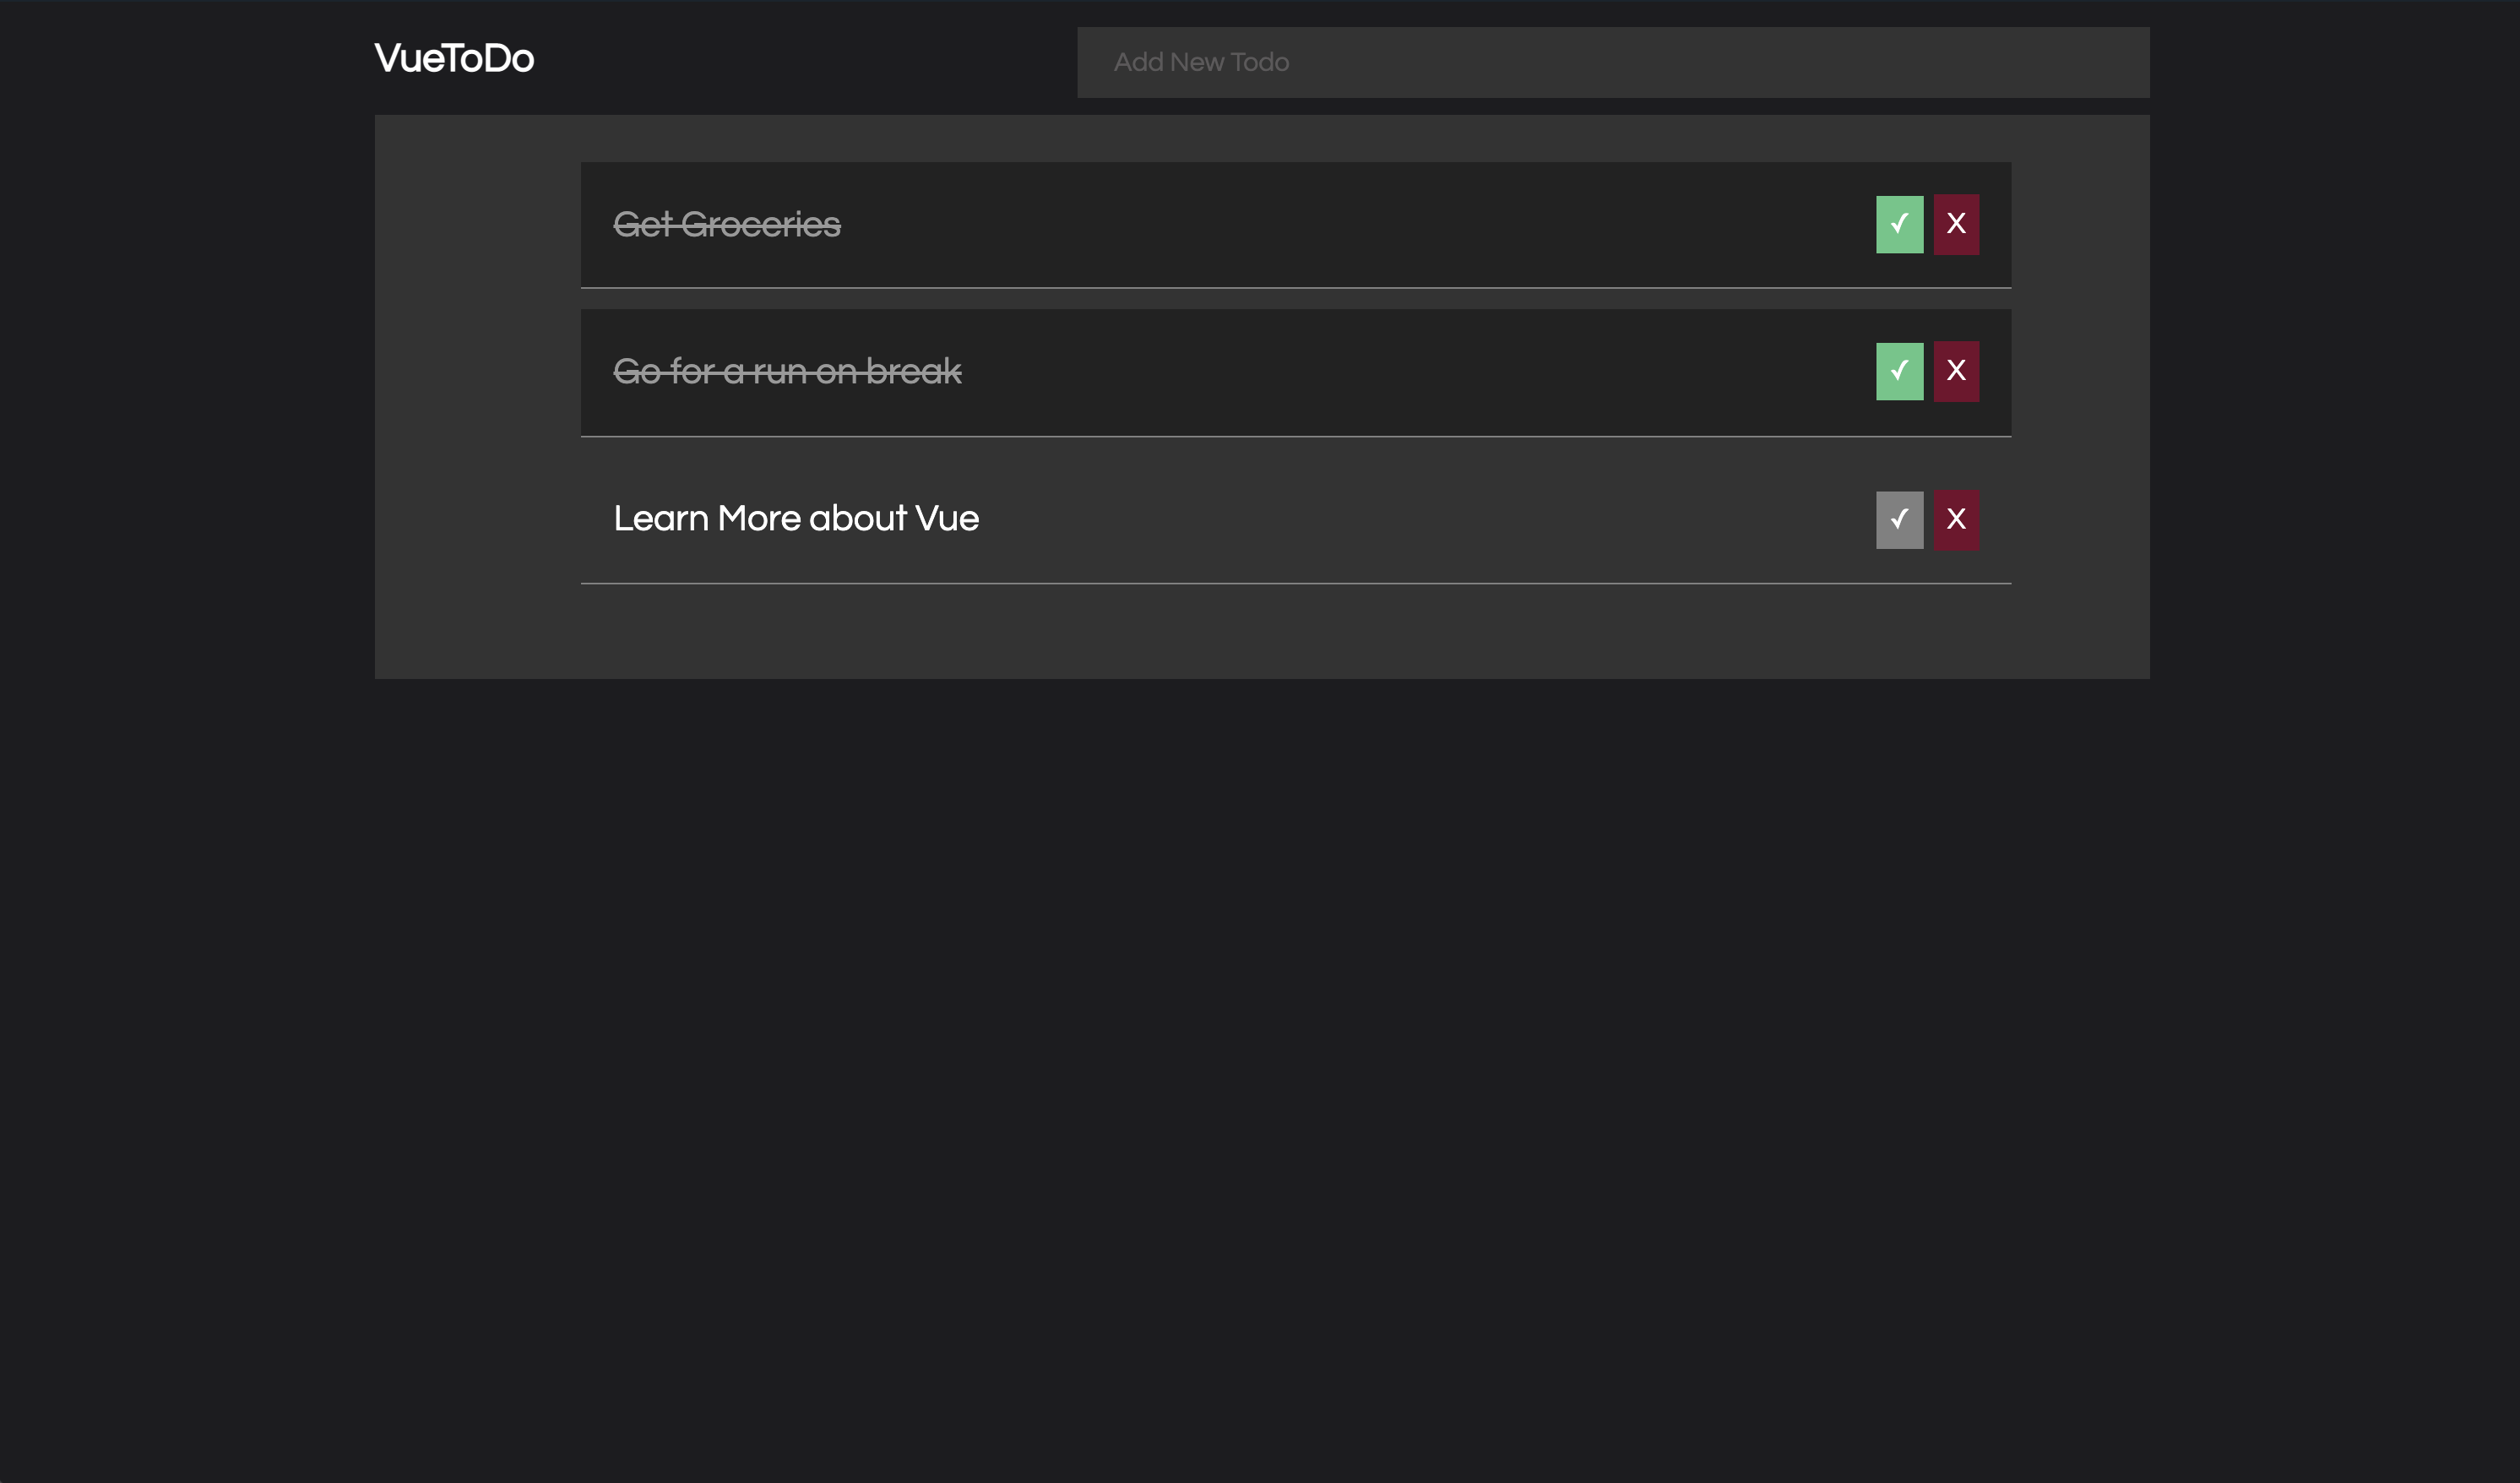 VueToDo
Add New Todo
Get Groceries
✓ X
Go for a run on break
✓ X
Learn More about Vue
✓ X